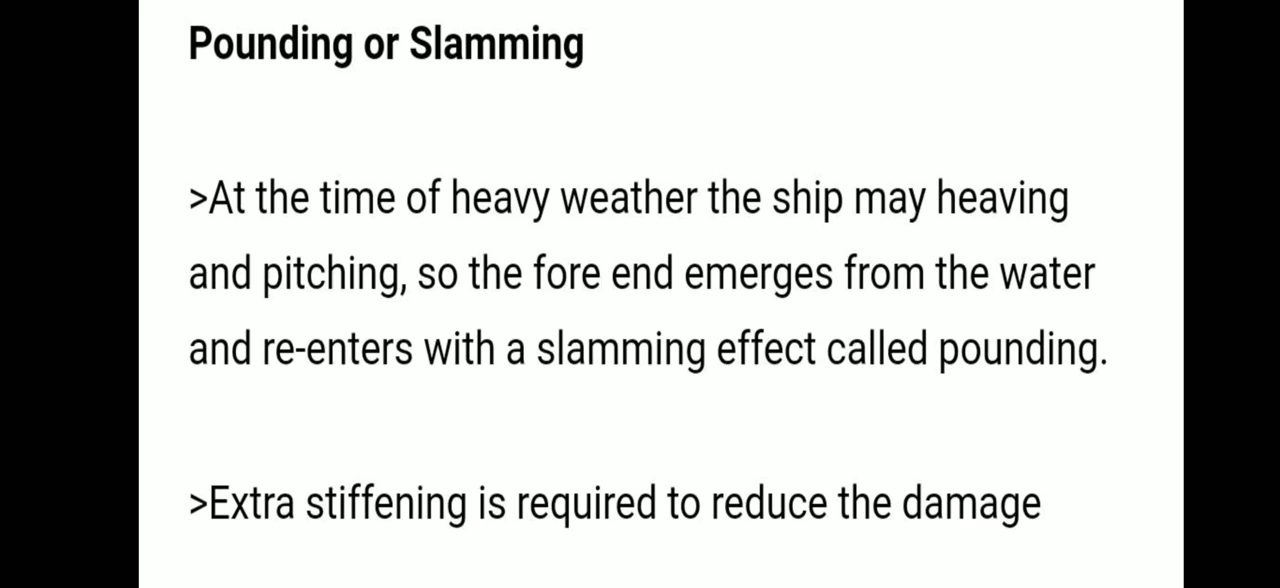 Pounding or Slamming
>At the time of heavy weather the ship may heaving
and pitching, so the fore end emerges from the water
and re-enters with a slamming effect called pounding.
>Extra stiffening is required to reduce the damage